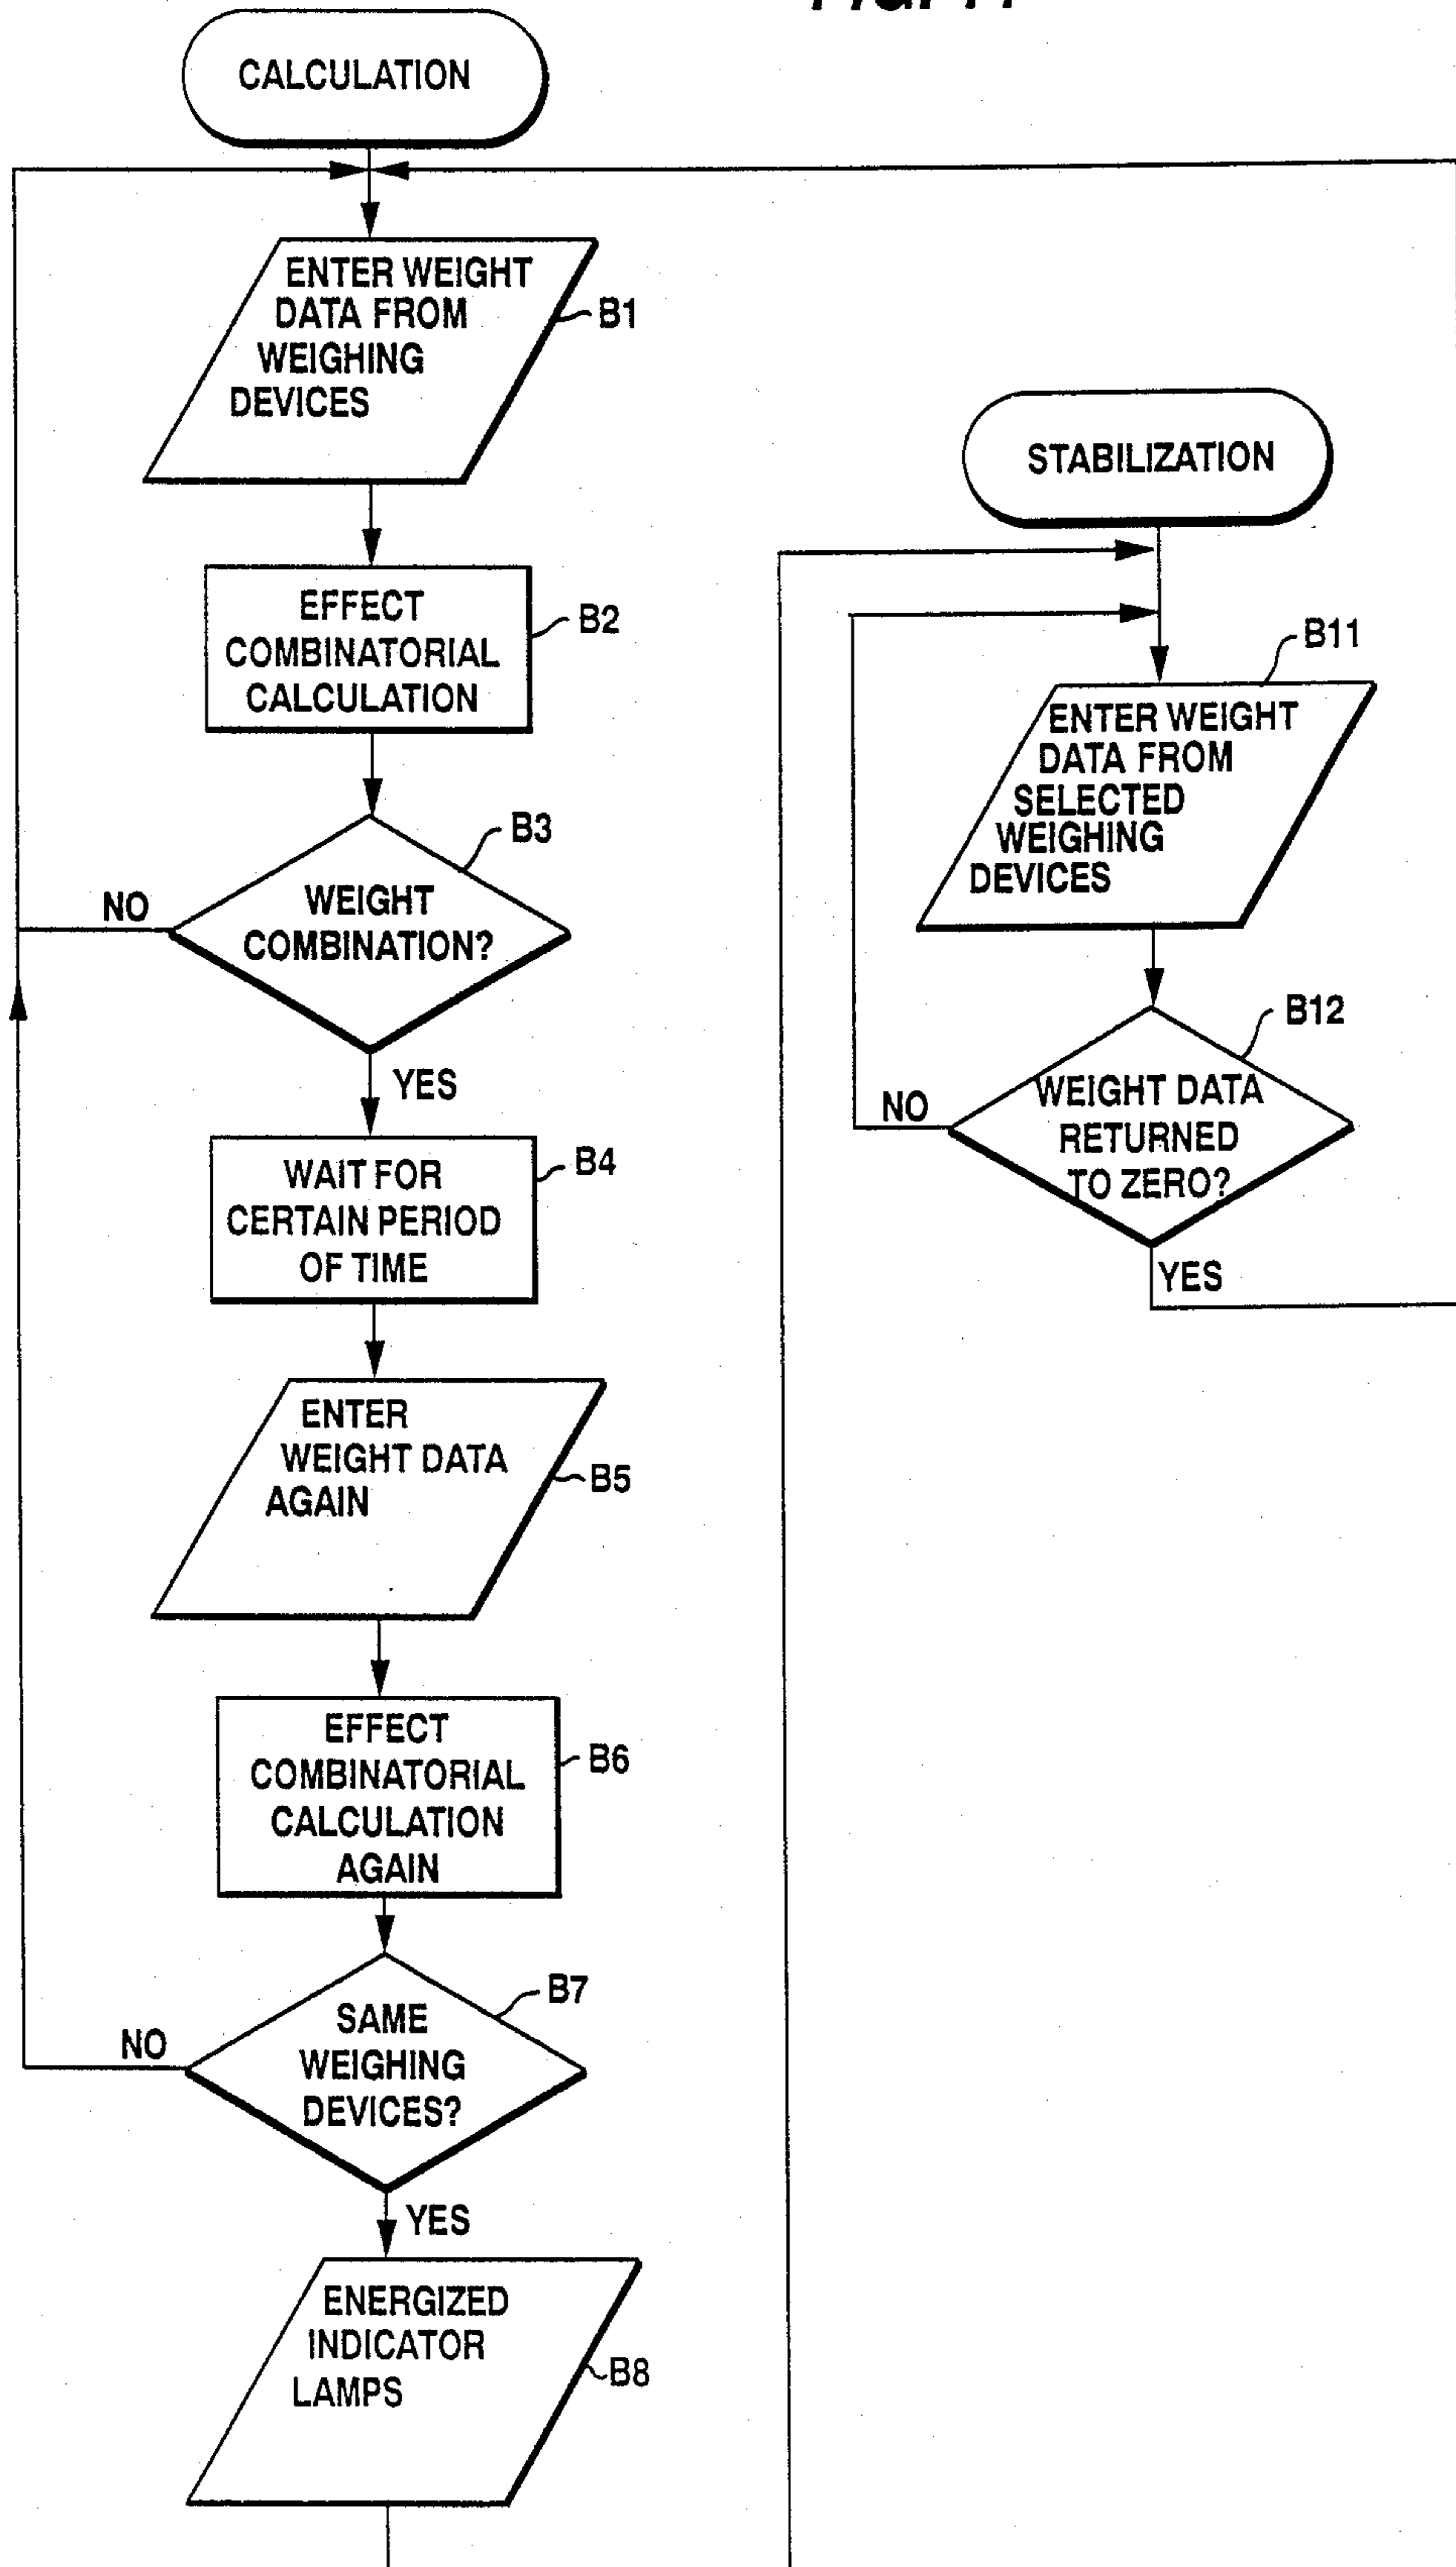 CALCULATION
ENTER WEIGHT
DATA FROM
WEIGHING
DEVICES
B1
EFFECT
COMBINATORIAL
CALCULATION
B2
B3
WEIGHT
COMBINATION?
NO
YES
WAIT FOR
CERTAIN PERIOD
OF TIME
B4
ENTER
WEIGHT DATA
AGAIN
B5
EFFECT
COMBINATORIAL
CALCULATION
AGAIN
B6
B7
SAME
WEIGHING
DEVICES?
NO
YES
ENERGIZED
INDICATOR
LAMPS
B8
STABILIZATION
B11
ENTER WEIGHT
DATA FROM
SELECTED
WEIGHING
DEVICES
B12
WEIGHT DATA
RETURNED
TO ZERO?
NO
YES